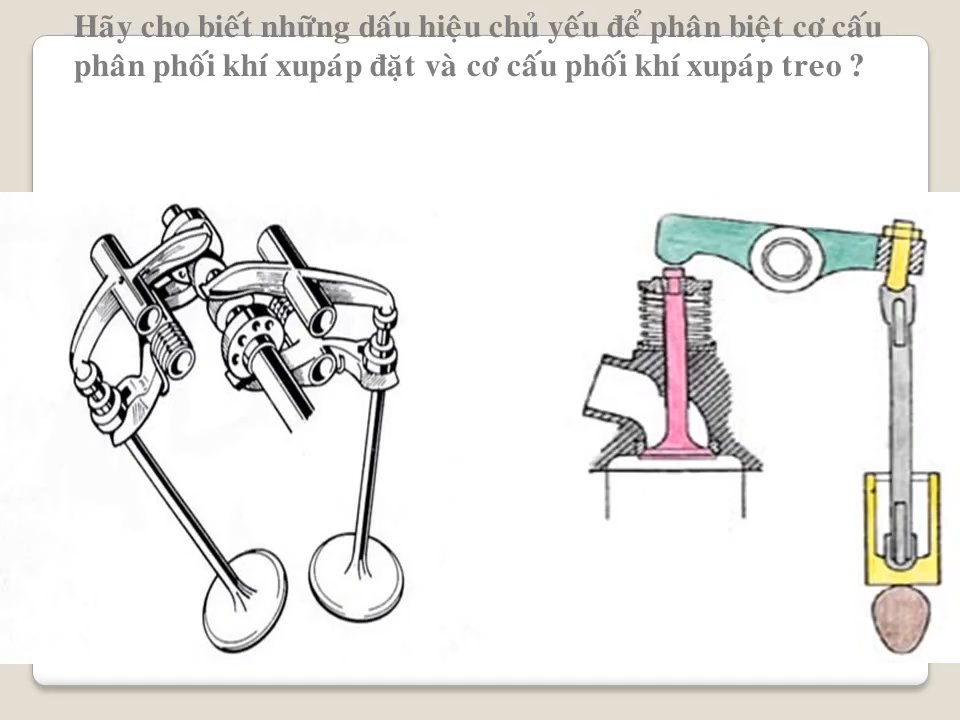 Hãy cho biết những dấu hiệu chủ yếu để phân biệt cơ cấu
phân phối khí xupáp đặt và cơ cấu phối khí xupáp treo ?